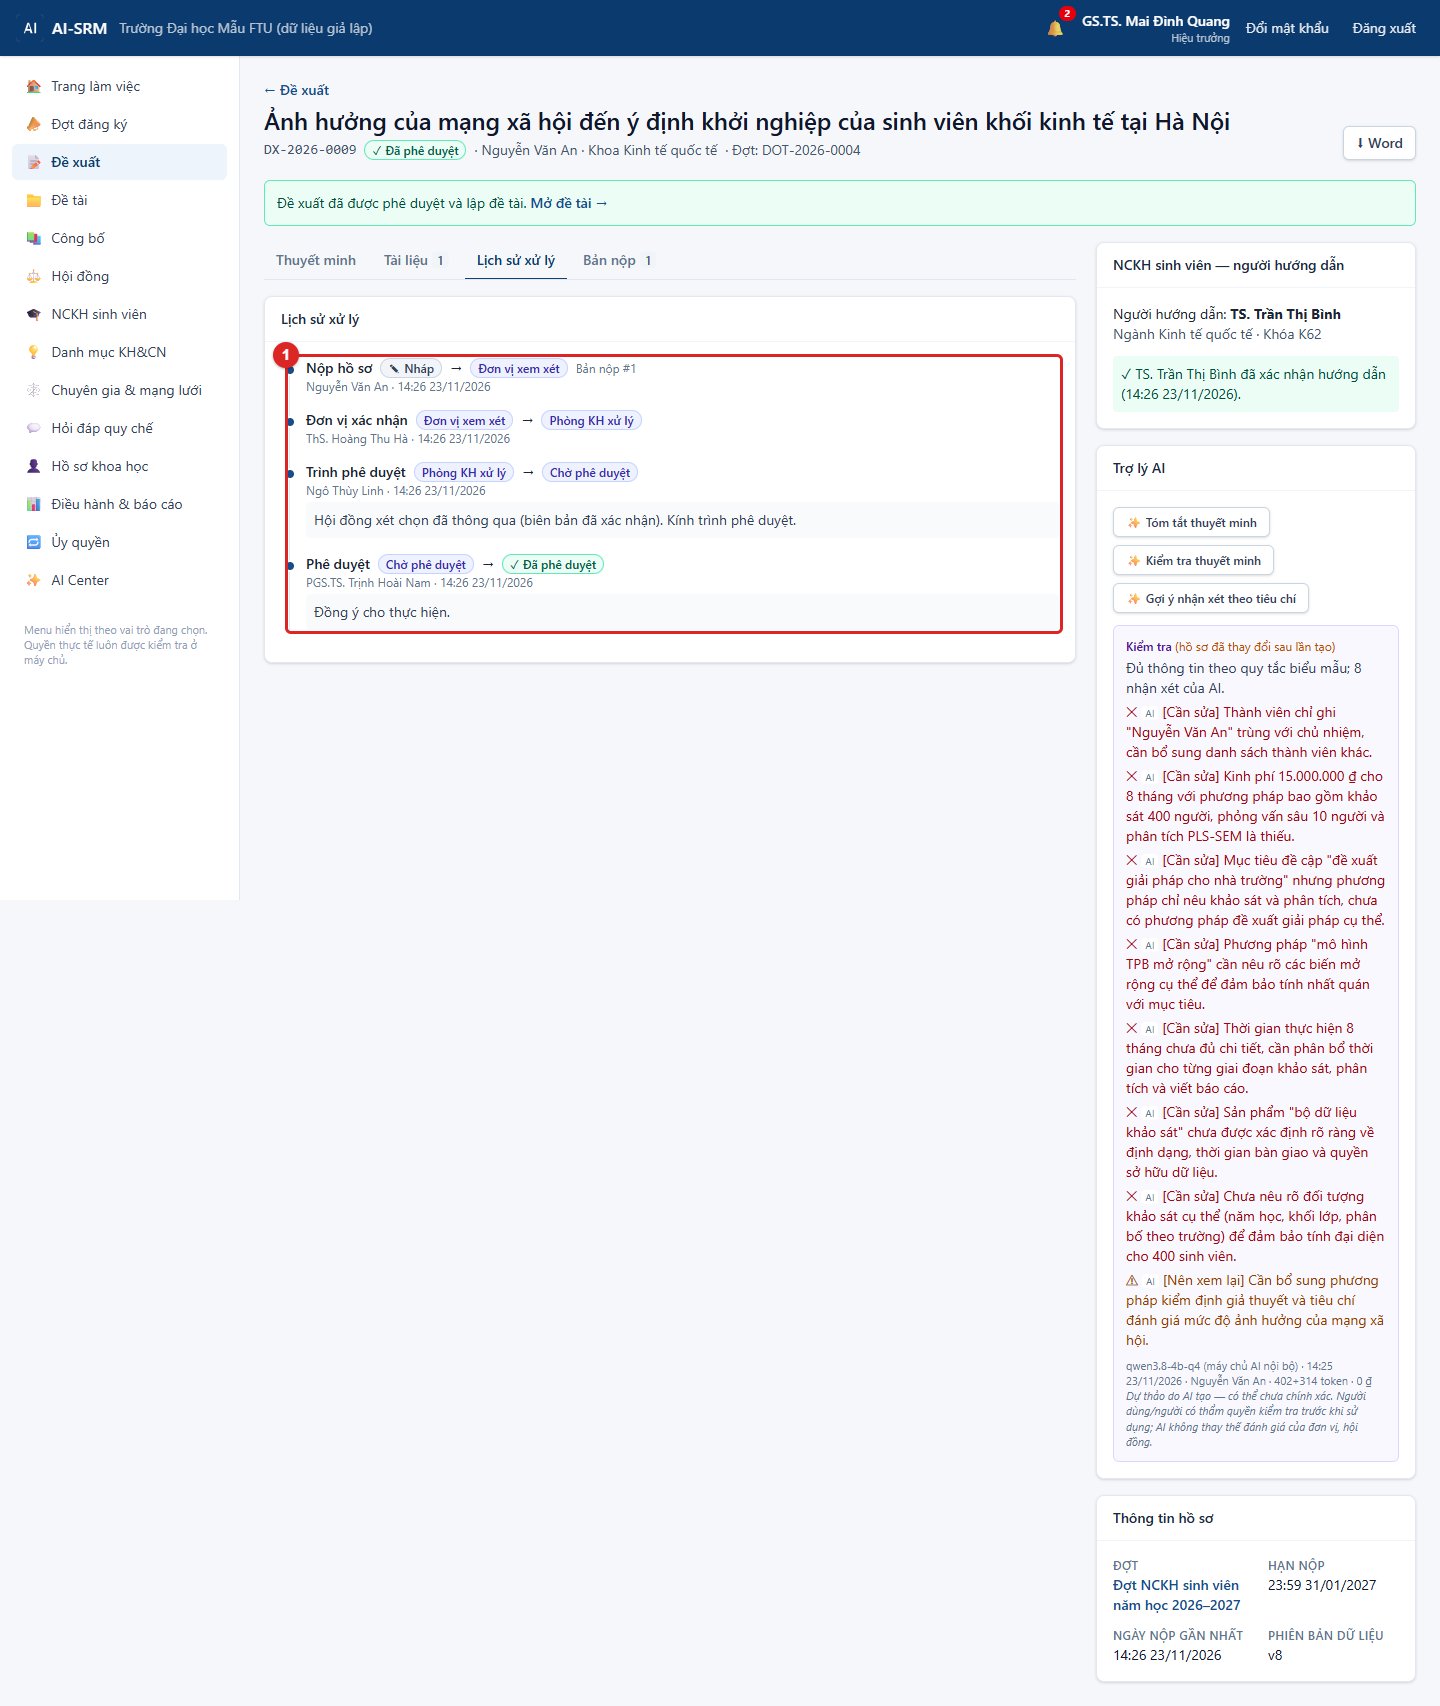 AI AI-SRM Trường Đại học Mẫu FTU (dữ liệu giả lập)
2
GS.TS. Mai Đình Quang
Hiệu trưởng
Đổi mật khẩu
Đăng xuất
Trang làm việc
Đợt đăng ký
Đề xuất
Đề tài
Công bố
Hội đồng
NCKH sinh viên
Danh mục KH&CN
Chuyên gia & mạng lưới
Hỏi đáp quy chế
Hồ sơ khoa học
Điều hành & báo cáo
Ủy quyền
AI Center
Menu hiển thị theo vai trò đang chọn.
Quyền thực tế luôn được kiểm tra ở
máy chủ.
← Đề xuất
Ảnh hưởng của mạng xã hội đến ý định khởi nghiệp của sinh viên khối kinh tế tại Hà Nội
DX-2026-0009 ✓ Đã phê duyệt · Nguyễn Văn An · Khoa Kinh tế quốc tế · Đợt: DOT-2026-0004
⬇ Word
Đề xuất đã được phê duyệt và lập đề tài. Mở đề tài →
Thuyết minh
Tài liệu 1
Lịch sử xử lý
Bản nộp 1
Lịch sử xử lý
1
Nộp hồ sơ ✎ Nháp → Đơn vị xem xét Bản nộp #1
Nguyễn Văn An · 14:26 23/11/2026
Đơn vị xác nhận Đơn vị xem xét → Phòng KH xử lý
ThS. Hoàng Thu Hà · 14:26 23/11/2026
Trình phê duyệt Phòng KH xử lý → Chờ phê duyệt
Ngô Thùy Linh · 14:26 23/11/2026
Hội đồng xét chọn đã thông qua (biên bản đã xác nhận). Kính trình phê duyệt.
Phê duyệt Chờ phê duyệt → ✓ Đã phê duyệt
PGS.TS. Trịnh Hoài Nam · 14:26 23/11/2026
Đồng ý cho thực hiện.
NCKH sinh viên — người hướng dẫn
Người hướng dẫn: TS. Trần Thị Bình
Ngành Kinh tế quốc tế · Khóa K62
✓ TS. Trần Thị Bình đã xác nhận hướng dẫn
(14:26 23/11/2026).
Trợ lý AI
✨ Tóm tắt thuyết minh
✨ Kiểm tra thuyết minh
✨ Gợi ý nhận xét theo tiêu chí
Kiểm tra (hồ sơ đã thay đổi sau lần tạo)
Đủ thông tin theo quy tắc biểu mẫu; 8
nhận xét của AI.
✕ AI [Cần sửa] Thành viên chỉ ghi
"Nguyễn Văn An" trùng với chủ nhiệm,
cần bổ sung danh sách thành viên khác.
✕ AI [Cần sửa] Kinh phí 15.000.000 ₫ cho
8 tháng với phương pháp bao gồm khảo
sát 400 người, phỏng vấn sâu 10 người và
phân tích PLS-SEM là thiếu.
✕ AI [Cần sửa] Mục tiêu đề cập "đề xuất
giải pháp cho nhà trường" nhưng phương
pháp chỉ nêu khảo sát và phân tích, chưa
có phương pháp đề xuất giải pháp cụ thể.
✕ AI [Cần sửa] Phương pháp "mô hình
TPB mở rộng" cần nêu rõ các biến mở
rộng cụ thể để đảm bảo tính nhất quán
với mục tiêu.
✕ AI [Cần sửa] Thời gian thực hiện 8
tháng chưa đủ chi tiết, cần phân bổ thời
gian cho từng giai đoạn khảo sát, phân
tích và viết báo cáo.
✕ AI [Cần sửa] Sản phẩm "bộ dữ liệu
khảo sát" chưa được xác định rõ ràng về
định dạng, thời gian bàn giao và quyền
sở hữu dữ liệu.
✕ AI [Cần sửa] Chưa nêu rõ đối tượng
khảo sát cụ thể (năm học, khối lớp, phân
bố theo trường) để đảm bảo tính đại diện
cho 400 sinh viên.
⚠ AI [Nên xem lại] Cần bổ sung phương
pháp kiểm định giả thuyết và tiêu chí
đánh giá mức độ ảnh hưởng của mạng xã
hội.
qwen3.8-4b-q4 (máy chủ AI nội bộ) · 14:25
23/11/2026 · Nguyễn Văn An · 402+314 token · 0 ₫
Dự thảo do AI tạo — có thể chưa chính xác. Người
dùng/người có thẩm quyền kiểm tra trước khi sử
dụng; AI không thay thế đánh giá của đơn vị, hội
đồng.
Thông tin hồ sơ
ĐỢT
Đợt NCKH sinh viên
năm học 2026–2027
HẠN NỘP
23:59 31/01/2027
NGÀY NỘP GẦN NHẤT
14:26 23/11/2026
PHIÊN BẢN DỮ LIỆU
v8